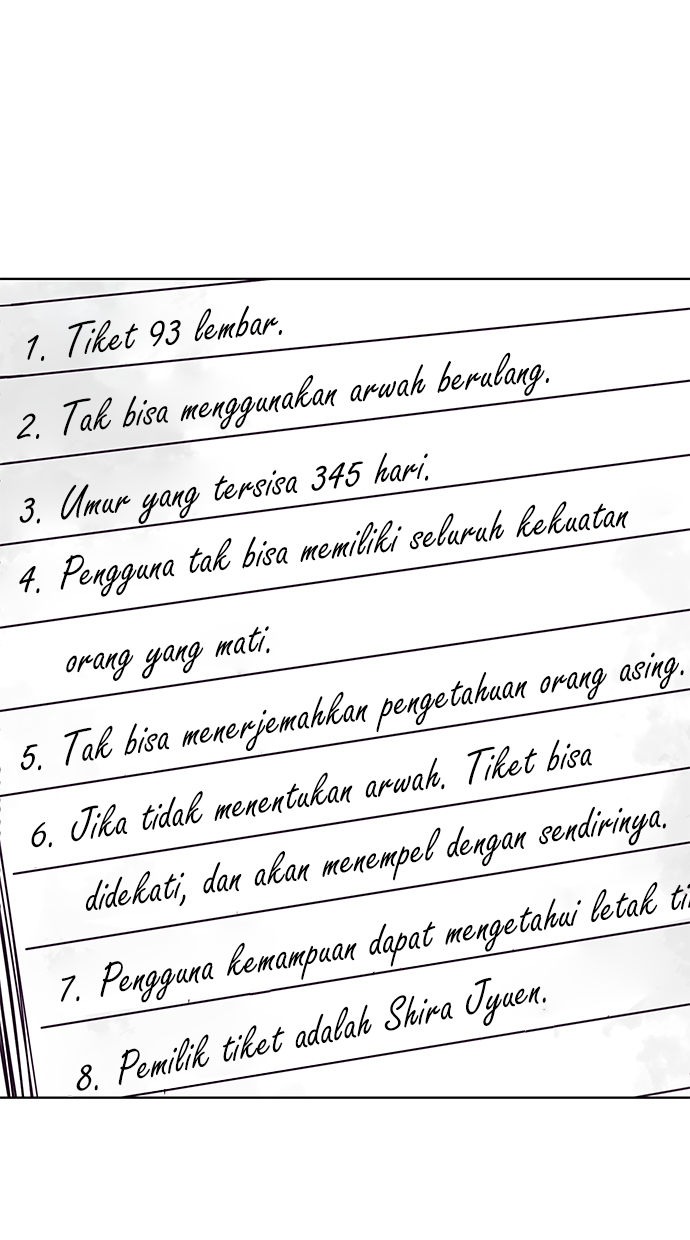 1. Tiket 93 lembar.
2. Tak bisa menggunakan arwah berulang.
3. Umur yang tersisa 345 hari.
4. Pengguna tak bisa memiliki seluruh kekuatan
orang yang mati.
5. Tak bisa menerjemahkan pengetahuan orang asing.
6. Jika tidak menentukan arwah. Tiket bisa
didekati, dan akan menempel dengan sendirinya.
7. Pengguna kemampuan dapat mengetahui letak
8. Pemilik tiket adalah Shira Jyuen.